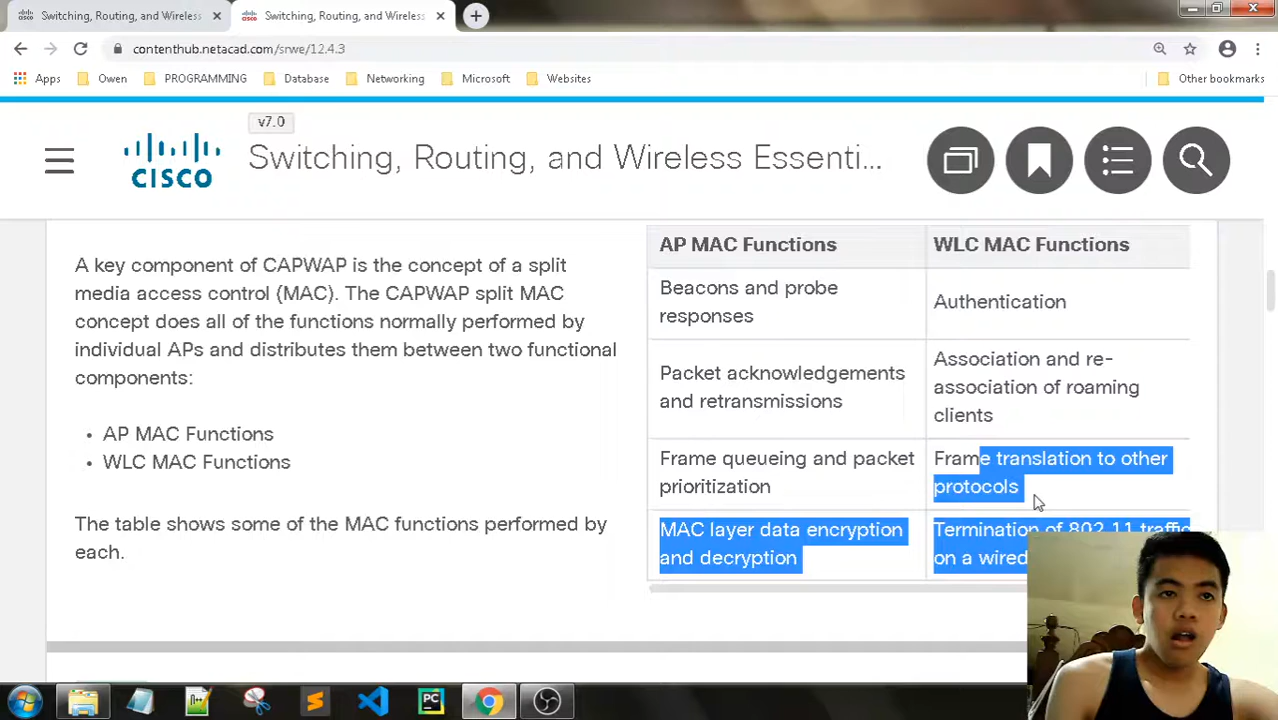 Switching, Routing, and Wireless
Switching, Routing, and Wireless
contenthub.netacad.com/srwe/12.4.3
Apps
Owen
PROGRAMMING
Database
Networking
Microsoft
Websites
Other bookmarks
v7.0
CISCO
Switching, Routing, and Wireless Essenti...
A key component of CAPWAP is the concept of a split
media access control (MAC). The CAPWAP split MAC
concept does all of the functions normally performed by
individual APs and distributes them between two functional
components:
• AP MAC Functions
• WLC MAC Functions
The table shows some of the MAC functions performed by
each.
AP MAC Functions
WLC MAC Functions
Beacons and probe
responses
Authentication
Packet acknowledgements
and retransmissions
Association and re-
association of roaming
clients
Frame queueing and packet
prioritization
Frame translation to other
protocols
MAC layer data encryption
and decryption
Termination of 802.11 traffic
on a wired
PC